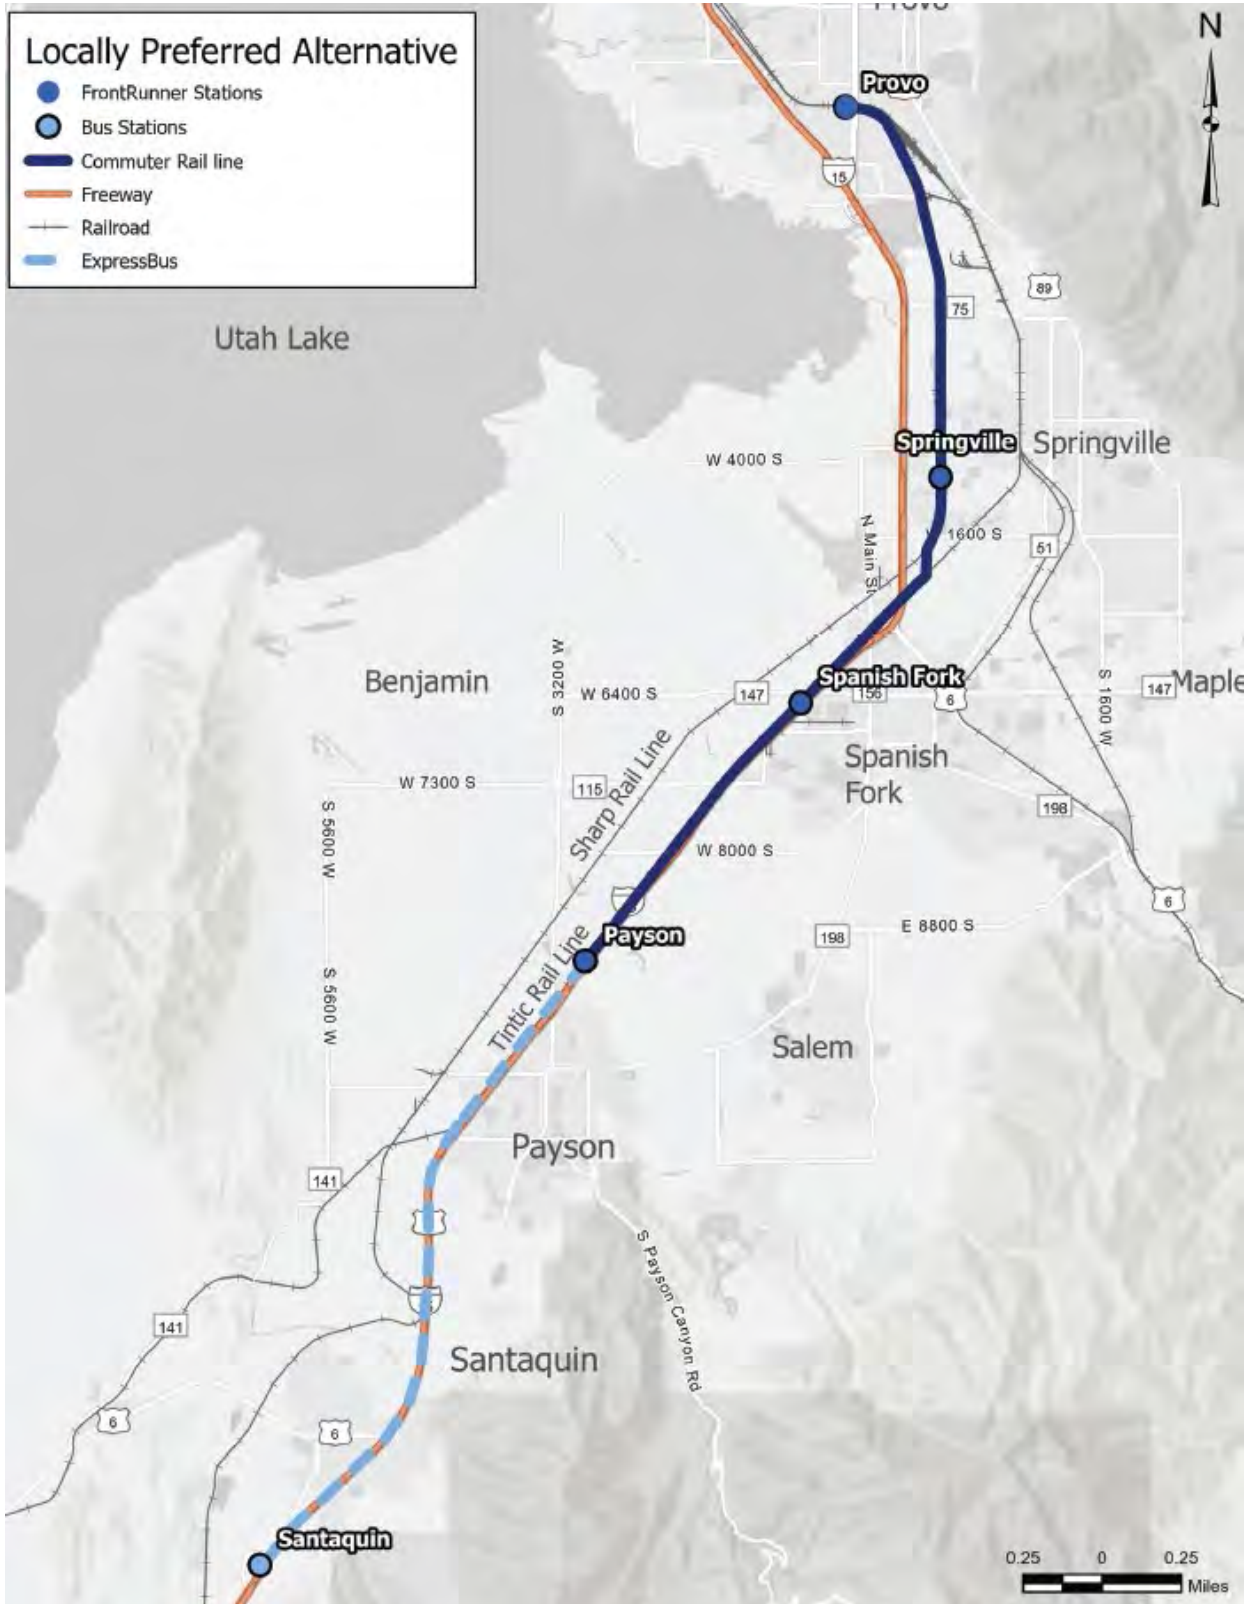 Provo
N
Locally Preferred Alternative
FrontRunner Stations
Bus Stations
Commuter Rail line
Freeway
Railroad
ExpressBus
Provo
15
89
75
Utah Lake
Springville
Springville
W 4000 S
N Main St
1600 S
51
Benjamin
S 3200 W
W 6400 S
147
Spanish Fork
156
6
S 1600 W
147
Maple
Spanish
Fork
W 7300 S
115
Sharp Rail Line
198
S 5600 W
W 8000 S
6
Payson
198
E 8800 S
S 5600 W
Tintic Rail Line
Salem
Payson
141
S Payson Canyon Rd
141
Santaquin
6
6
Santaquin
0.25 0 0.25
Miles